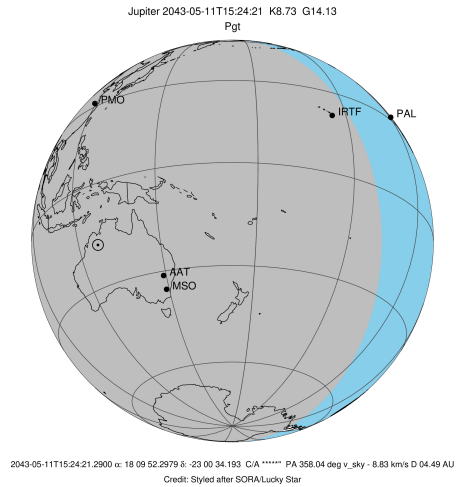 Jupiter 2043-05-11T15:24:21 K8.73 G14.13
Pgt
PMO
IRTF
PAL
AAT
MSO
2043-05-11T15:24:21.2900 α: 18 09 52.2979 δ: -23 00 34.193 C/A *****" PA 358.04 deg v_sky - 8.83 km/s D 04.49 AU
Credit: Styled after SORA/Lucky Star